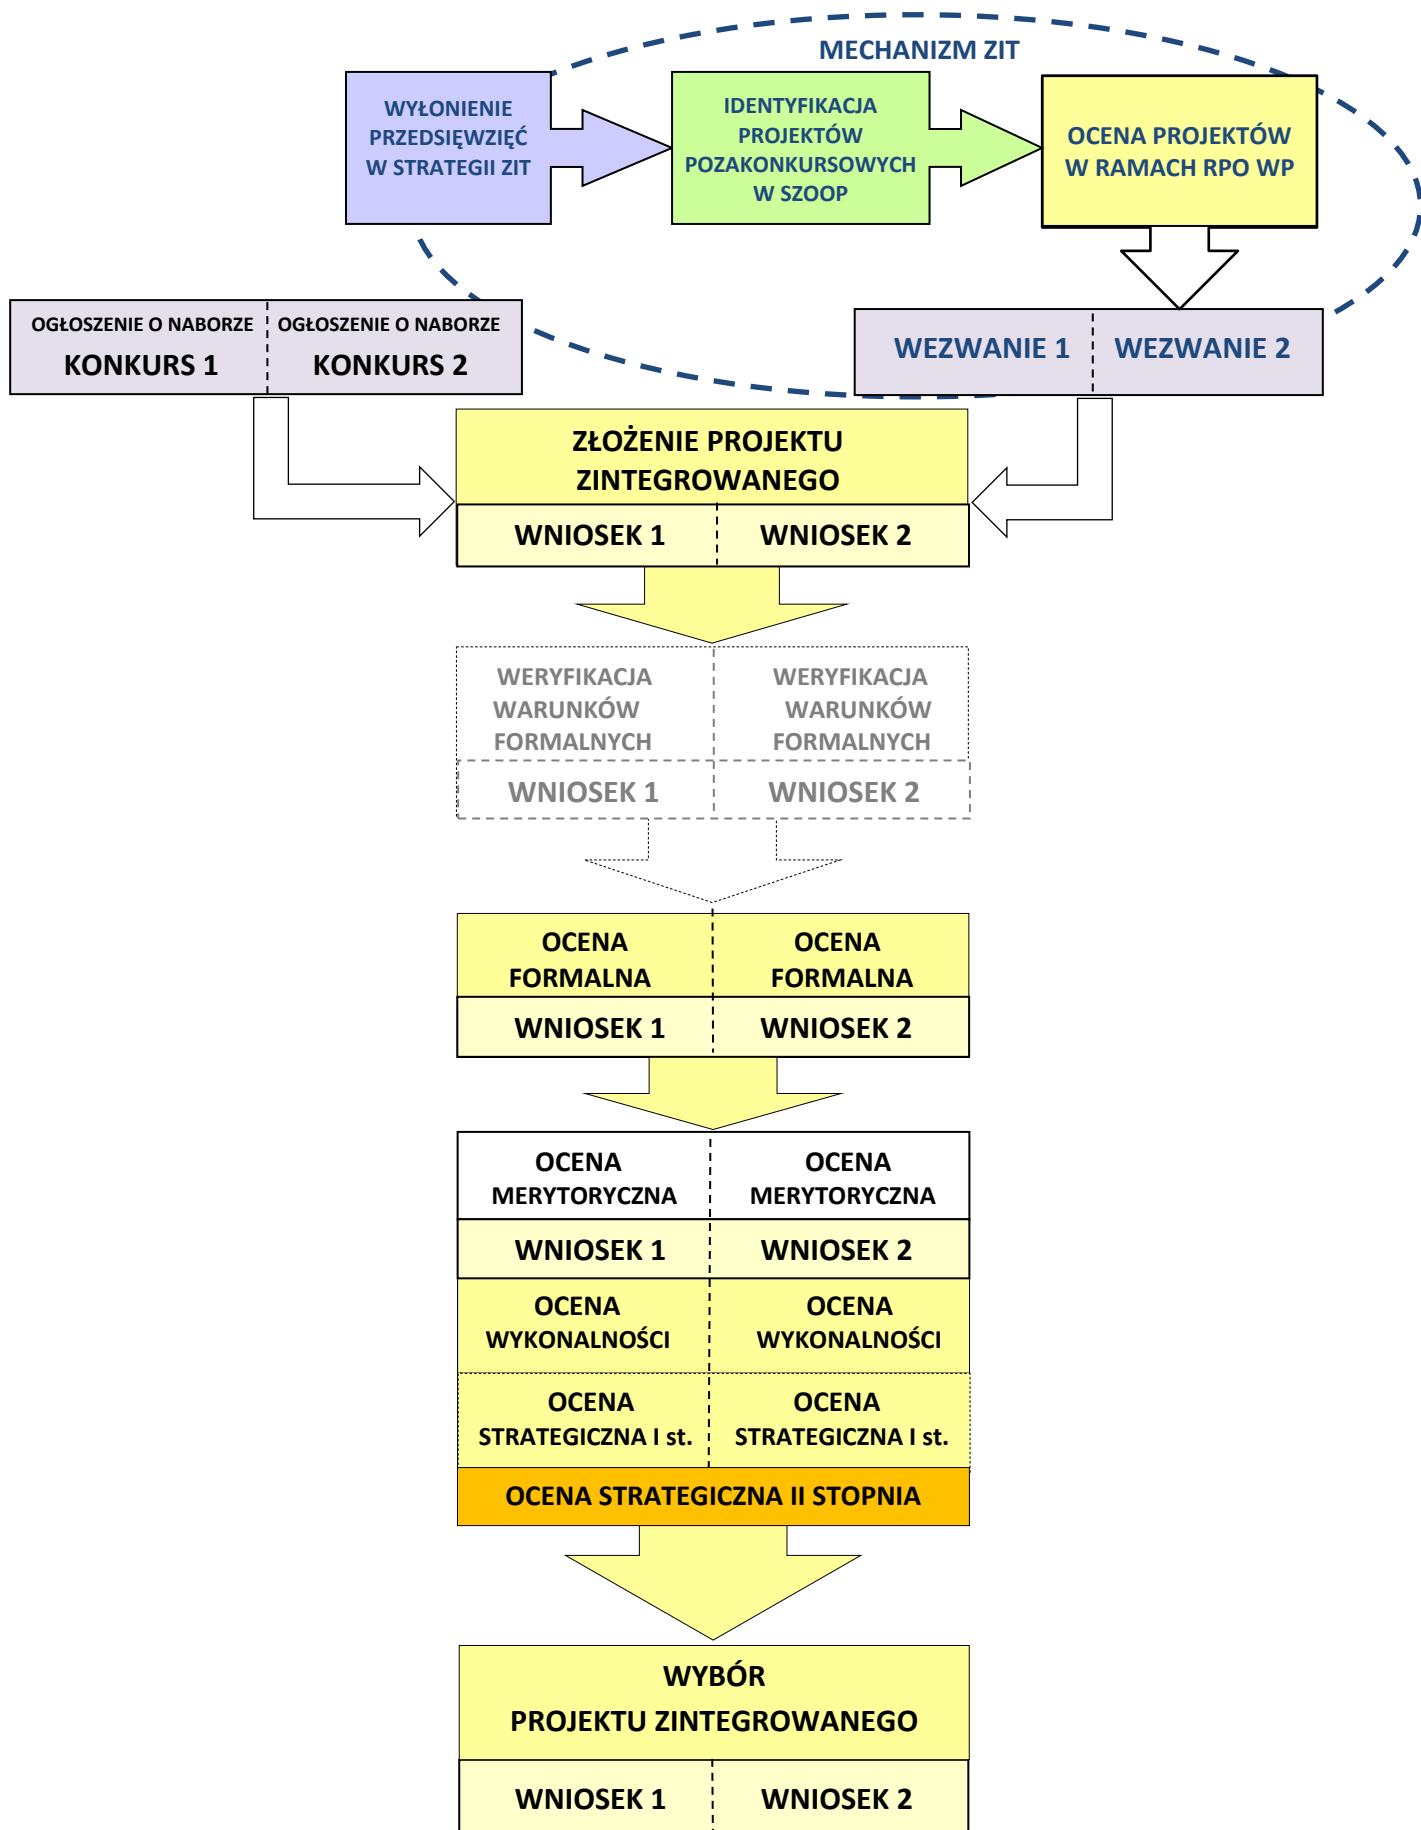 MECHANIZM ZIT
WYŁONIENIE
PRZEDSIĘWZIĘĆ
W STRATEGII ZIT
IDENTYFIKACJA
PROJEKTÓW
POZAKONKURSOWYCH
W SZOOP
OCENA PROJEKTÓW
W RAMACH RPO WP
OGŁOSZENIE O NABORZE
KONKURS 1
OGŁOSZENIE O NABORZE
KONKURS 2
WEZWANIE 1
WEZWANIE 2
ZŁOŻENIE PROJEKTU
ZINTEGROWANEGO
WNIOSEK 1
WNIOSEK 2
WERYFIKACJA
WARUNKÓW
FORMALNYCH
WERYFIKACJA
WARUNKÓW
FORMALNYCH
WNIOSEK 1
WNIOSEK 2
OCENA
FORMALNA
OCENA
FORMALNA
WNIOSEK 1
WNIOSEK 2
OCENA
MERYTORYCZNA
OCENA
MERYTORYCZNA
WNIOSEK 1
WNIOSEK 2
OCENA
WYKONALNOŚCI
OCENA
WYKONALNOŚCI
OCENA
STRATEGICZNA I st.
OCENA
STRATEGICZNA I st.
OCENA STRATEGICZNA II STOPNIA
WYBÓR
PROJEKTU ZINTEGROWANEGO
WNIOSEK 1
WNIOSEK 2